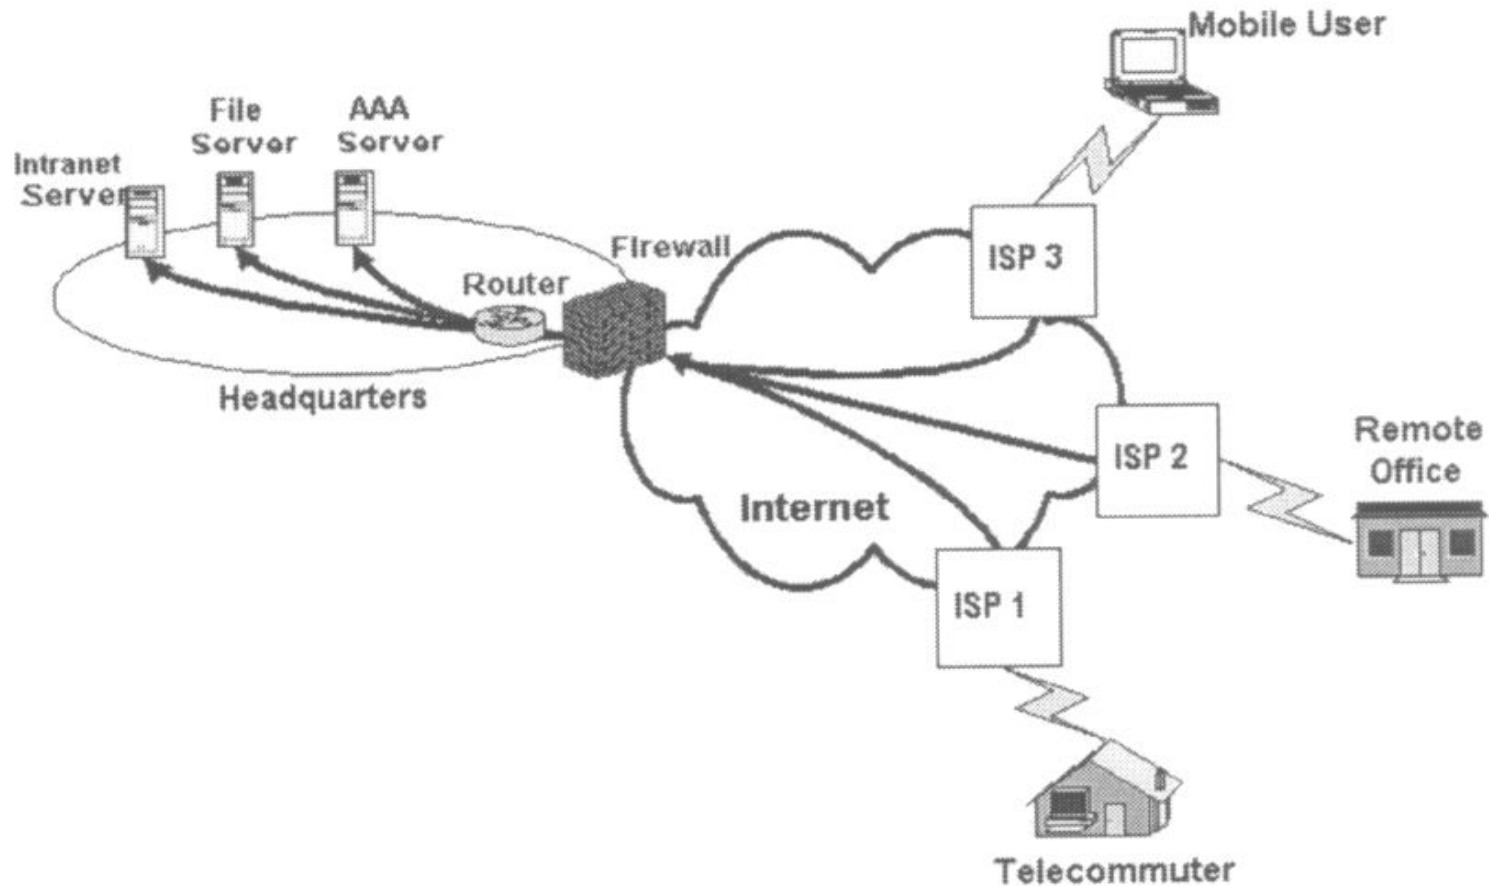 Mobile User
File
Server
AAA
Server
Intranet
Server
Firewall
Router
Headquarters
ISP 3
ISP 2
Remote
Office
Internet
ISP 1
Telecommuter